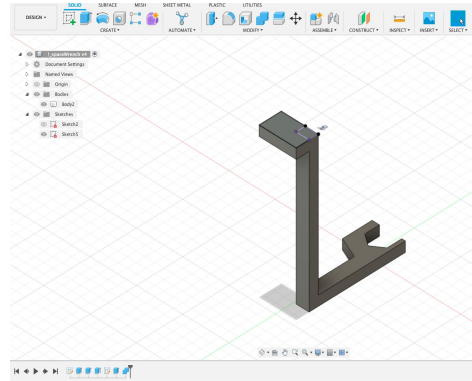 SOLID SURFACE MESH SHEET METAL PLASTIC UTILITIES
DESIGN
CREATE AUTOMATE MODIFY ASSEMBLE CONSTRUCT INSPECT INSERT SELECT
Document Settings
Named Views
Origin
Bodies
Body2
Sketches
Sketch2
Sketch5